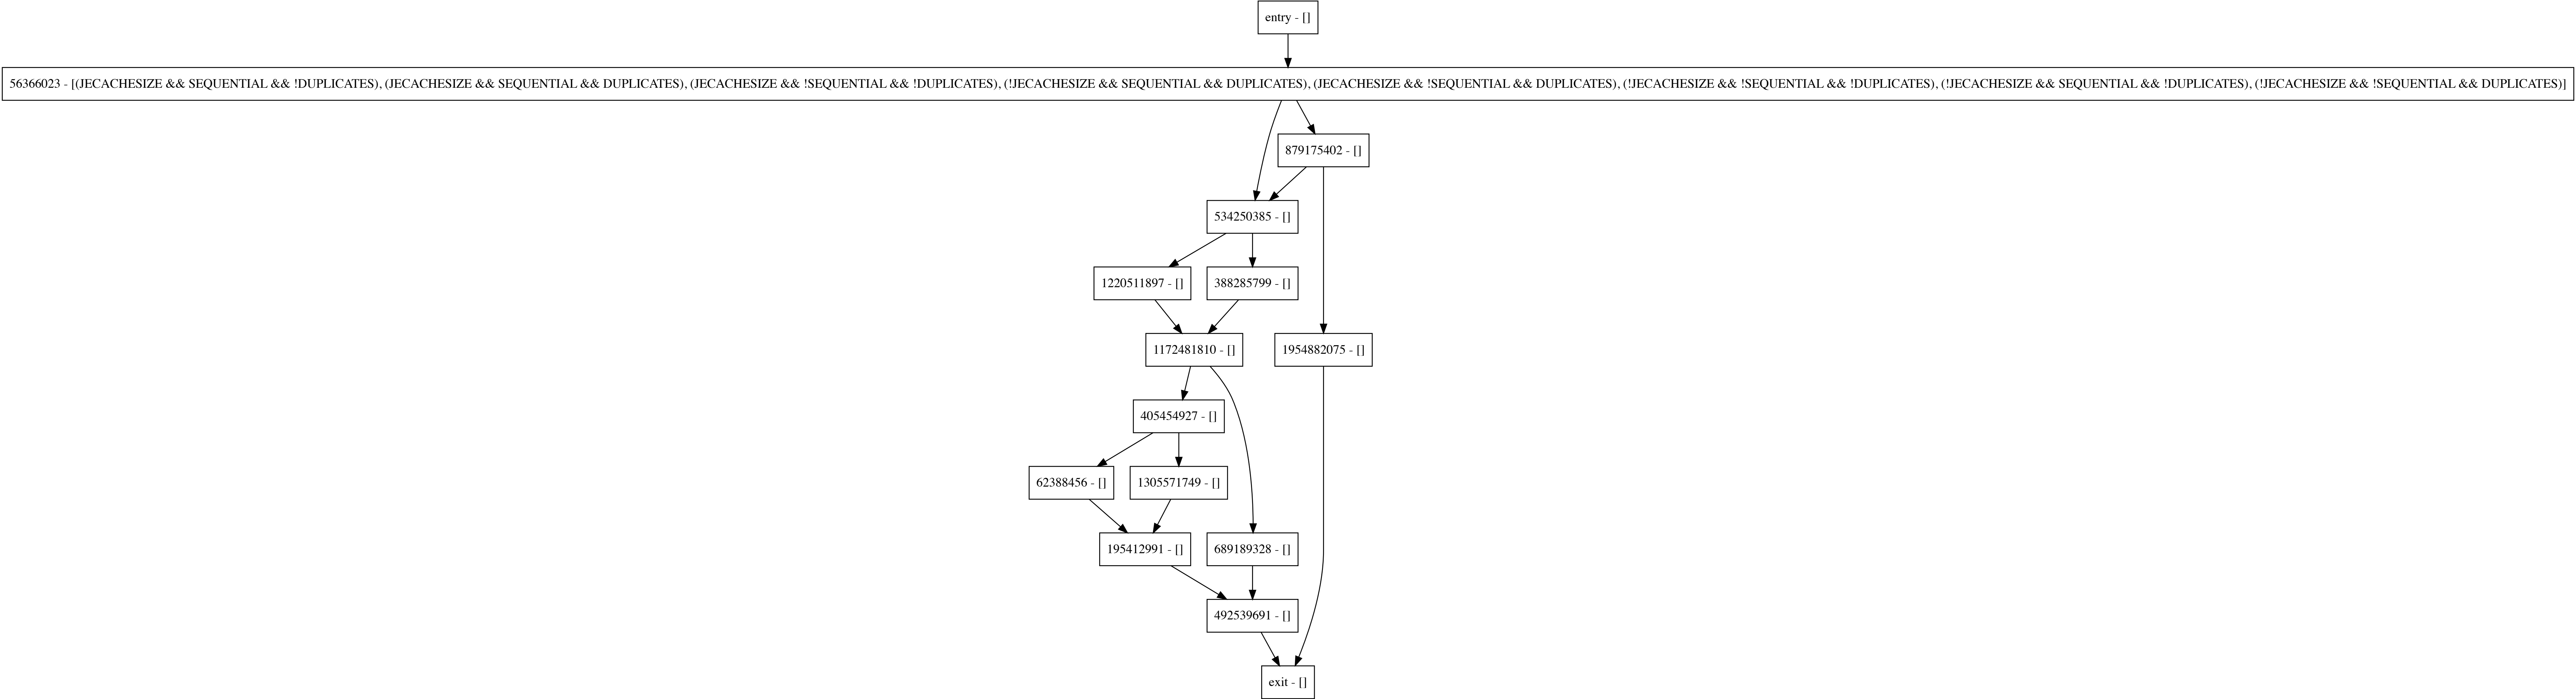 entry - []
56366023 - [(JECACHESIZE && SEQUENTIAL && !DUPLICATES), (JECACHESIZE && SEQUENTIAL && DUPLICATES), (JECACHESIZE && !SEQUENTIAL && !DUPLICATES), (!JECACHESIZE && SEQUENTIAL && DUPLICATES), (JECACHESIZE && !SEQUENTIAL && DUPLICATES), (!JECACHESIZE && !SEQUENTIAL && !DUPLICATES), (!JECACHESIZE && SEQUENTIAL && !DUPLICATES), (!JECACHESIZE && !SEQUENTIAL && DUPLICATES)]
879175402 - []
534250385 - []
1220511897 - []
388285799 - []
1172481810 - []
1954882075 - []
405454927 - []
62388456 - []
1305571749 - []
195412991 - []
689189328 - []
492539691 - []
exit - []